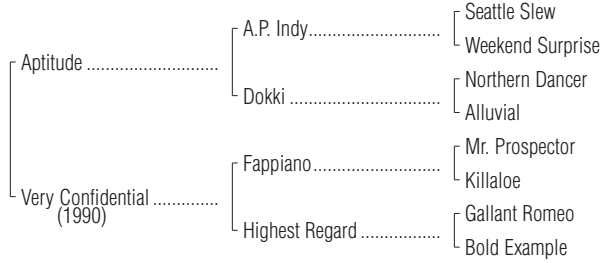 Seattle Slew
A.P. Indy..............................
Weekend Surprise
Aptitude ..............................
Northern Dancer
Dokki ..................................
Alluvial
Mr. Prospector
Fappiano.............................
Killaloe
Very Confidential ...............
(1990)
Gallant Romeo
Highest Regard ..................
Bold Example